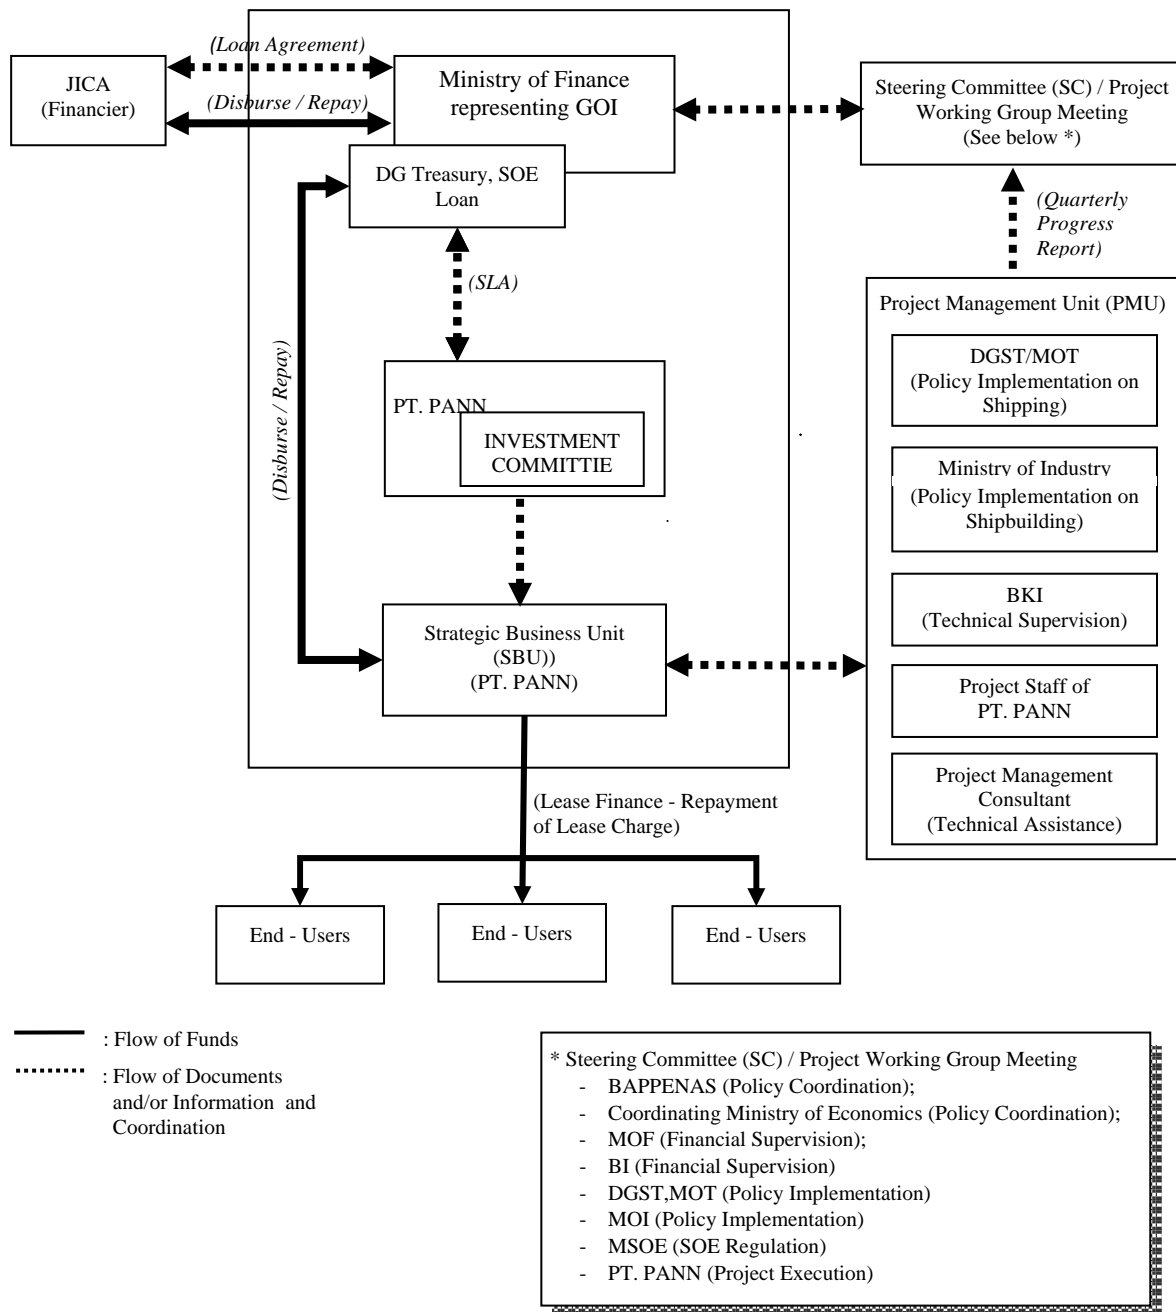 (Loan Agreement)
JICA
(Financier)
(Disburse / Repay)
Ministry of Finance
representing GOI
DG Treasury, SOE
Loan
Steering Committee (SC) / Project
Working Group Meeting
(See below *)
(Quarterly
Progress
Report)
(SLA)
(Disburse / Repay)
PT. PANN
INVESTMENT
COMMITTIE
Strategic Business Unit
(SBU))
(PT. PANN)
Project Management Unit (PMU)
DGST/MOT
(Policy Implementation on
Shipping)
Ministry of Industry
(Policy Implementation on
Shipbuilding)
BKI
(Technical Supervision)
Project Staff of
PT. PANN
Project Management
Consultant
(Technical Assistance)
(Lease Finance - Repayment
of Lease Charge)
End - Users
End - Users
End - Users
: Flow of Funds
: Flow of Documents
and/or Information and
Coordination
* Steering Committee (SC) / Project Working Group Meeting
- BAPPENAS (Policy Coordination);
- Coordinating Ministry of Economics (Policy Coordination);
- MOF (Financial Supervision);
- BI (Financial Supervision)
- DGST,MOT (Policy Implementation)
- MOI (Policy Implementation)
- MSOE (SOE Regulation)
- PT. PANN (Project Execution)